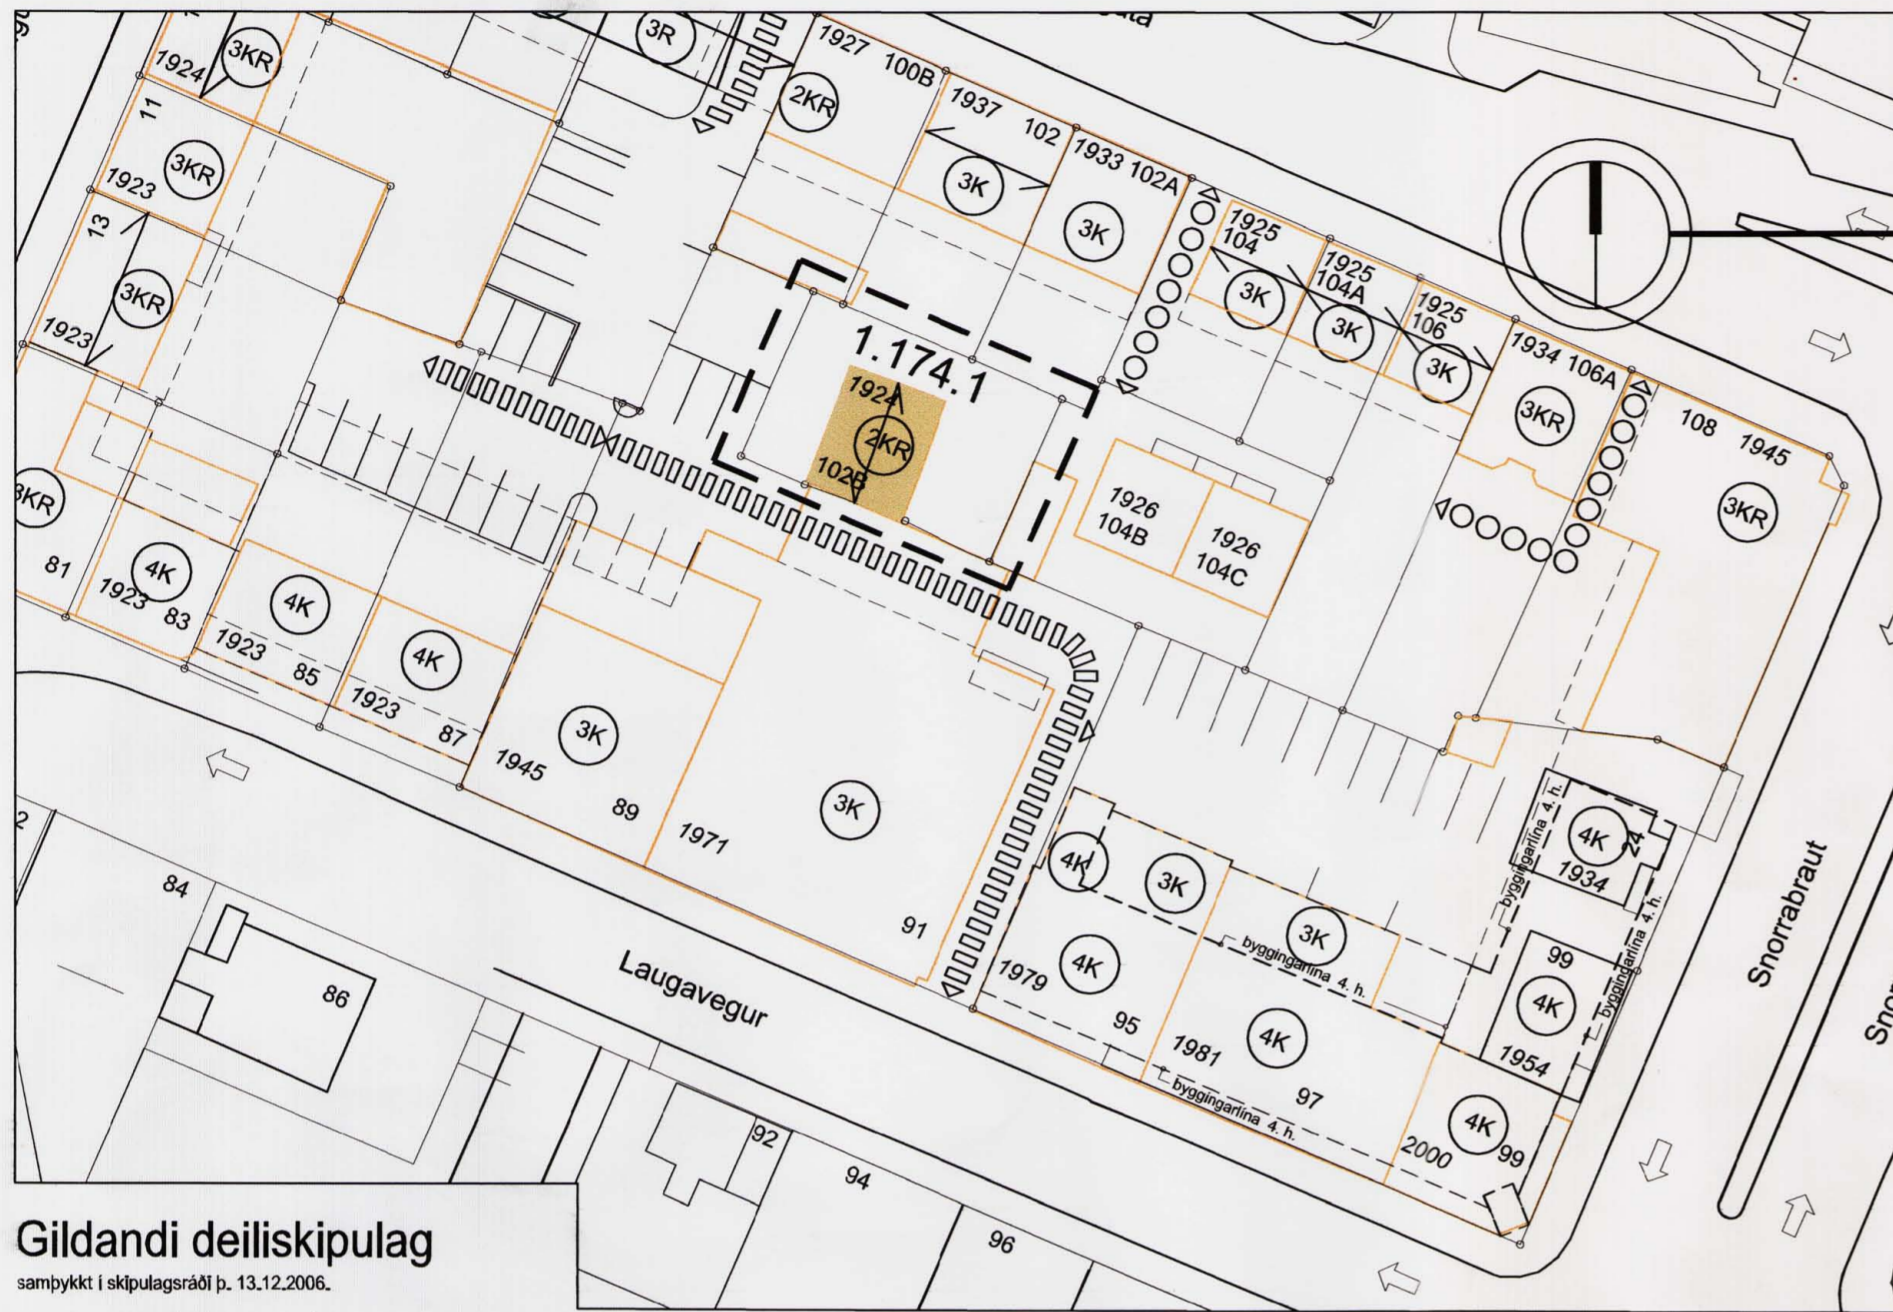 3KR
1924
11
3KR
1923
13
3KR
1923
3R
1927
100B
2KR
1937
102
3K
1933
102A
3K
1925
104
3K
1925
104A
3K
1925
106
3K
1934
106A
3KR
108
1945
3KR
1.174.1
1924
2KR
102B
1926
104B
1926
104C
3KR
81
4K
1923
83
4K
1923
85
4K
1923
87
3K
1945
89
1971
3K
91
4K
3K
3K
4K
1979
95
byggingarlína 4. h.
4K
1981
97
byggingarlína 4. h.
byggingarlína 4. h.
4K
24
1934
byggingarlína 4. h.
99
4K
1954
4K
2000
99
Laugavegur
Snorrabraut
84
86
92
94
96
Gildandi deiliskipulag
samþykkt í skipulagsráði þ. 13.12.2006.